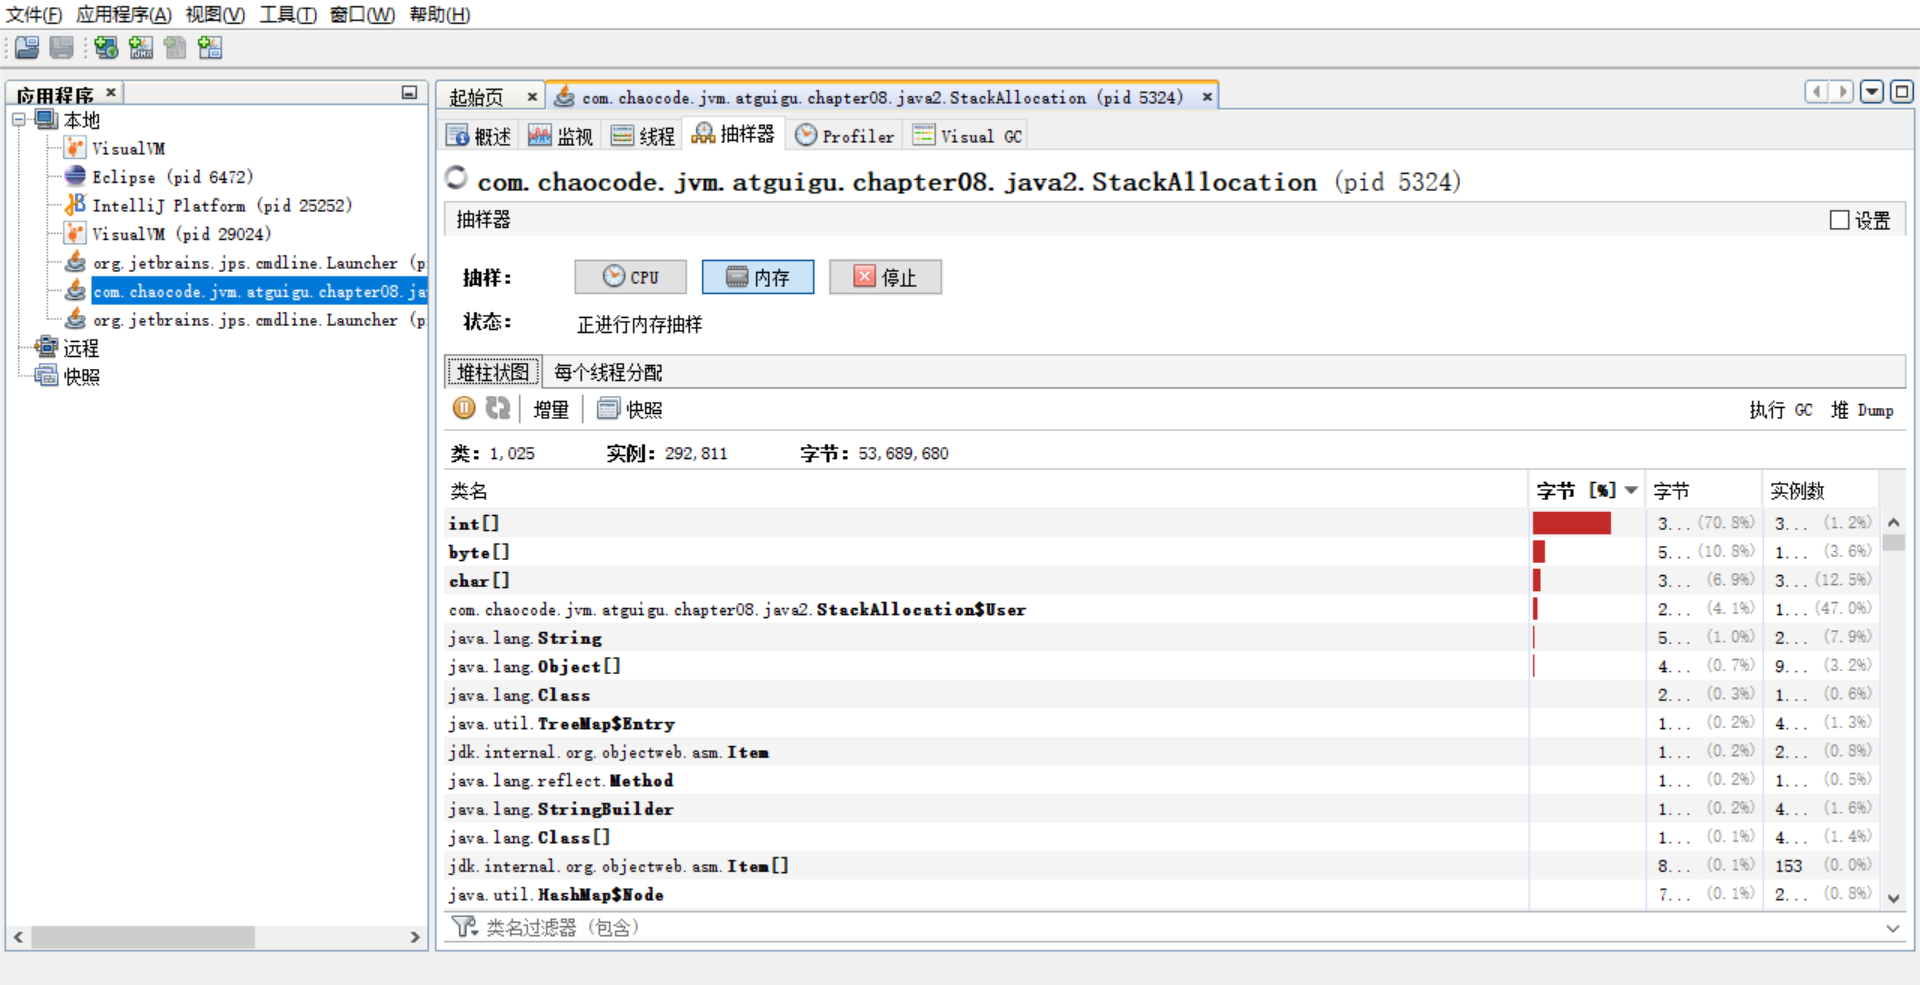 文件(F) 应用程序(A) 视图(V) 工具(T) 窗口(W) 帮助(H)
应用程序
本地
VisualVM
Eclipse (pid 6472)
IntelliJ Platform (pid 25252)
VisualVM (pid 29024)
org.jetbrains.jps.cmdline.Launcher (p
com.chaocode.jvm.atguigu.chapter08.ja
org.jetbrains.jps.cmdline.Launcher (p
远程
快照
起始页 com.chaocode.jvm.atguigu.chapter08.java2.StackAllocation (pid 5324)
概述 监视 线程 抽样器 Profiler Visual GC
com.chaocode.jvm.atguigu.chapter08.java2.StackAllocation (pid 5324)
抽样器 设置
抽样： CPU 内存 停止
状态： 正进行内存抽样
堆柱状图 每个线程分配
增量 快照 执行 GC 堆 Dump
类：1,025 实例：292,811 字节：53,689,680
类名 字节 [%] 字节 实例数
int[] 3... (70.8%) 3... (1.2%)
byte[] 5... (10.8%) 1... (3.6%)
char[] 3... (6.9%) 3... (12.5%)
com.chaocode.jvm.atguigu.chapter08.java2.StackAllocation$User 2... (4.1%) 1... (47.0%)
java.lang.String 5... (1.0%) 2... (7.9%)
java.lang.Object[] 4... (0.7%) 9... (3.2%)
java.lang.Class 2... (0.3%) 1... (0.6%)
java.util.TreeMap$Entry 1... (0.2%) 4... (1.3%)
jdk.internal.org.objectweb.asm.Item 1... (0.2%) 2... (0.8%)
java.lang.reflect.Method 1... (0.2%) 1... (0.5%)
java.lang.StringBuilder 1... (0.2%) 4... (1.6%)
java.lang.Class[] 1... (0.1%) 4... (1.4%)
jdk.internal.org.objectweb.asm.Item[] 8... (0.1%) 153 (0.0%)
java.util.HashMap$Node 7... (0.1%) 2... (0.8%)
类名过滤器（包含）